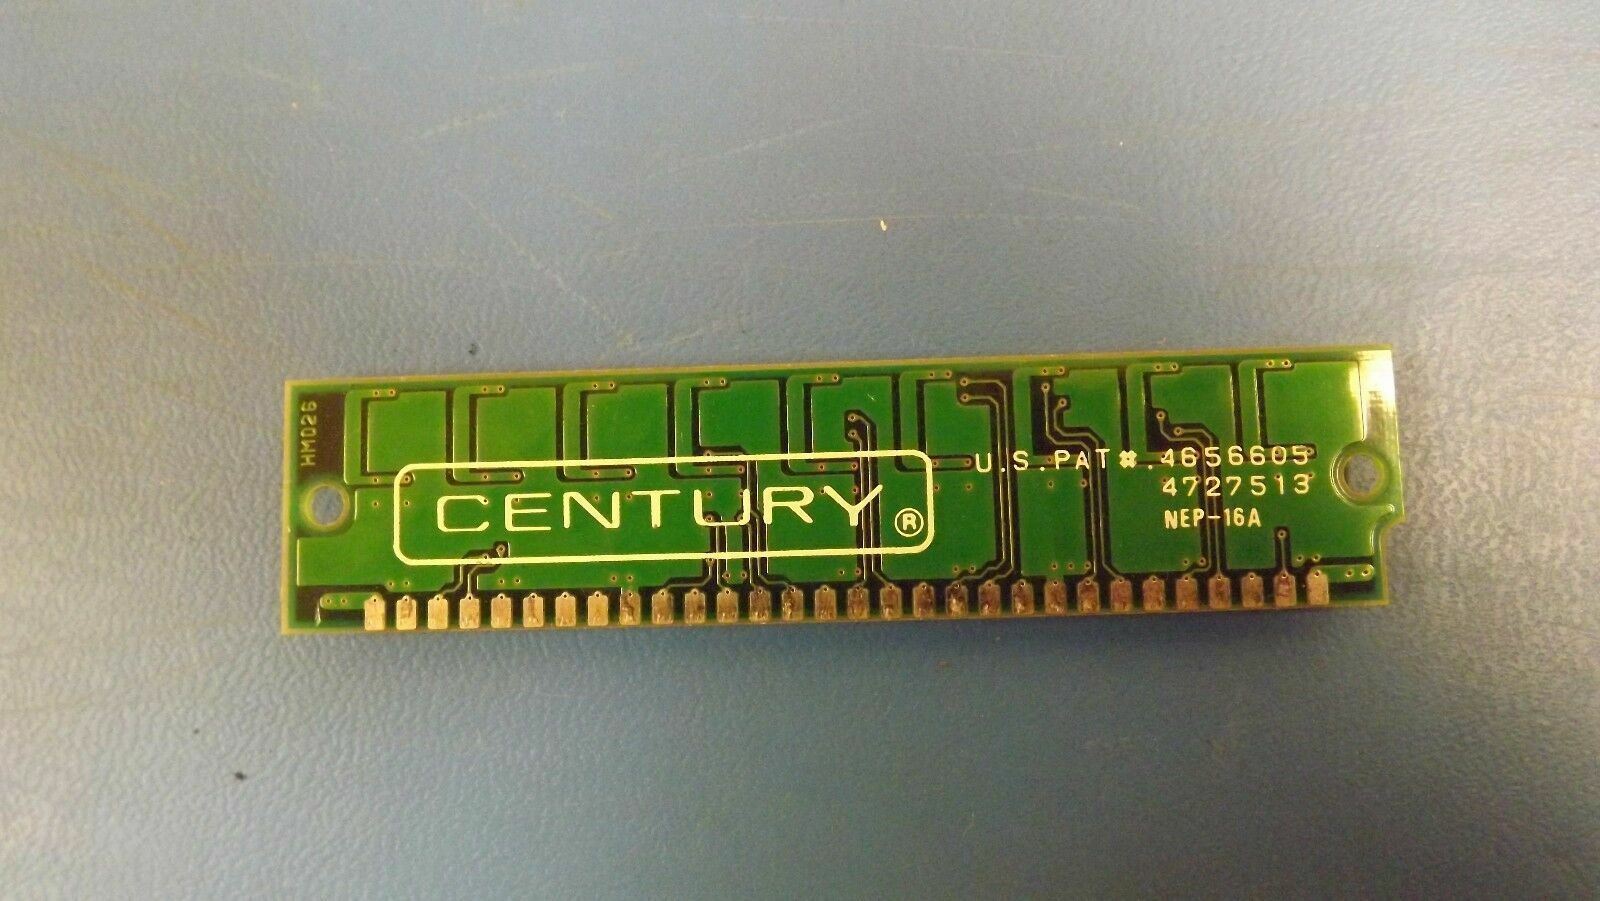 HM026
CENTURY ®
U.S.PAT#.4656605
4727513
NEP-16A